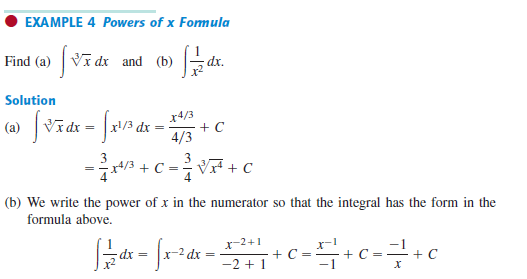 ● EXAMPLE 4 Powers of x Formula
Find (a) ∫ ∛x dx and (b) ∫ 1/x² dx.
Solution
(a) ∫ ∛x dx = ∫ x^{1/3} dx = x^{4/3}/(4/3) + C
= 3/4 x^{4/3} + C = 3/4 ∛(x⁴) + C
(b) We write the power of x in the numerator so that the integral has the form in the
formula above.
∫ 1/x² dx = ∫ x^{−2} dx = x^{−2+1}/(−2 + 1) + C = x^{−1}/(−1) + C = −1/x + C